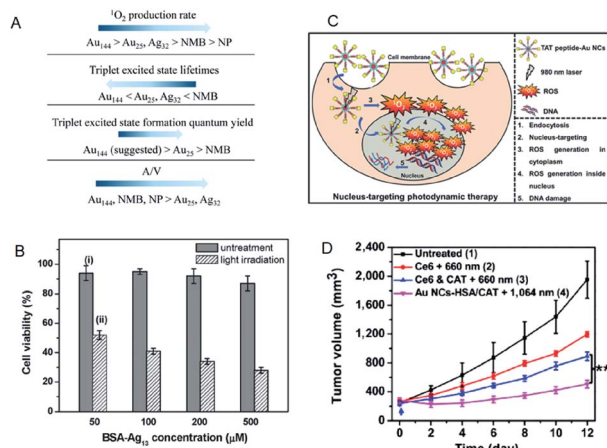 A
¹O₂ production rate
Au₁₄₄ > Au₂₅, Ag₃₂ > NMB > NP
Triplet excited state lifetimes
Au₁₄₄ < Au₂₅, Ag₃₂ < NMB
Triplet excited state formation quantum yield
Au₁₄₄ (suggested) > Au₂₅ > NMB
A/V
Au₁₄₄, NMB, NP > Au₂₅, Ag₃₂
C
Cell membrane
1
2
3
4
5
Nucleus
Nucleus-targeting photodynamic therapy
TAT peptide-Au NCs
980 nm laser
ROS
DNA
1. Endocytosis
2. Nucleus-targeting
3. ROS generation in
cytoplasm
4. ROS generation inside
nucleus
5. DNA damage
B
untreatment
light irradiation
(i)
(ii)
Cell viability (%)
120
100
80
60
40
20
0
50 100 200 500
BSA-Ag₁₃ concentration (μM)
D
Untreated (1)
Ce6 + 660 nm (2)
Ce6 & CAT + 660 nm (3)
Au NCs-HSA/CAT + 1,064 nm (4)
**
Tumor volume (mm³)
2,400
2,000
1,600
1,200
800
400
0
0 2 4 6 8 10 12
Time (day)